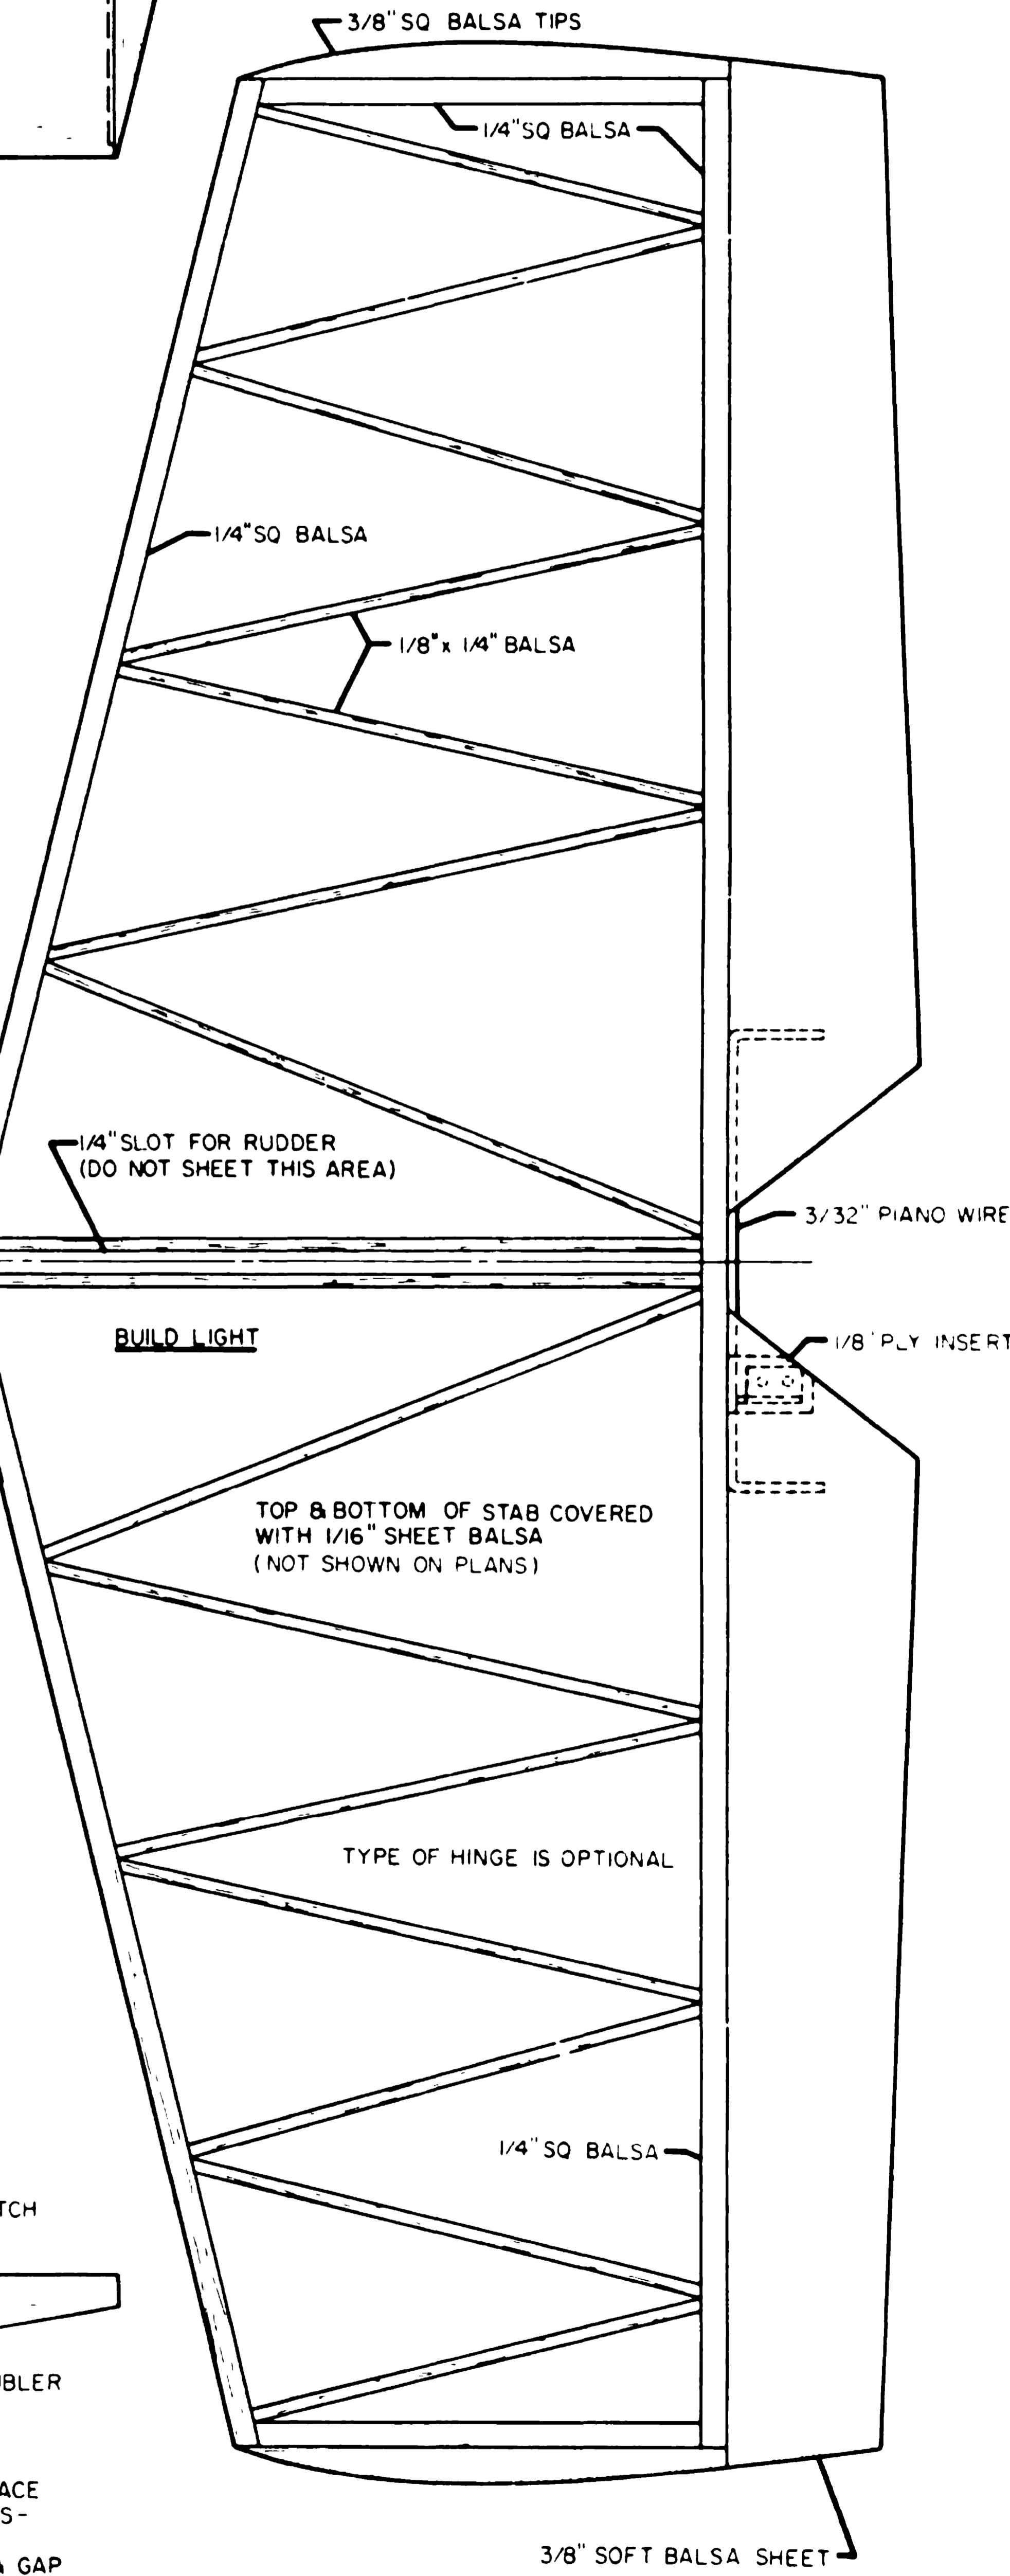 3/8" SQ BALSA TIPS
1/4" SQ BALSA
1/4" SQ BALSA
1/8" x 1/4" BALSA
1/4" SLOT FOR RUDDER
(DO NOT SHEET THIS AREA)
3/32" PIANO WIRE
BUILD LIGHT
1/8" PLY INSERT
TOP & BOTTOM OF STAB COVERED
WITH 1/16" SHEET BALSA
(NOT SHOWN ON PLANS)
TYPE OF HINGE IS OPTIONAL
1/4" SQ BALSA
TCH
BLER
ACE
S-
GAP
3/8" SOFT BALSA SHEET